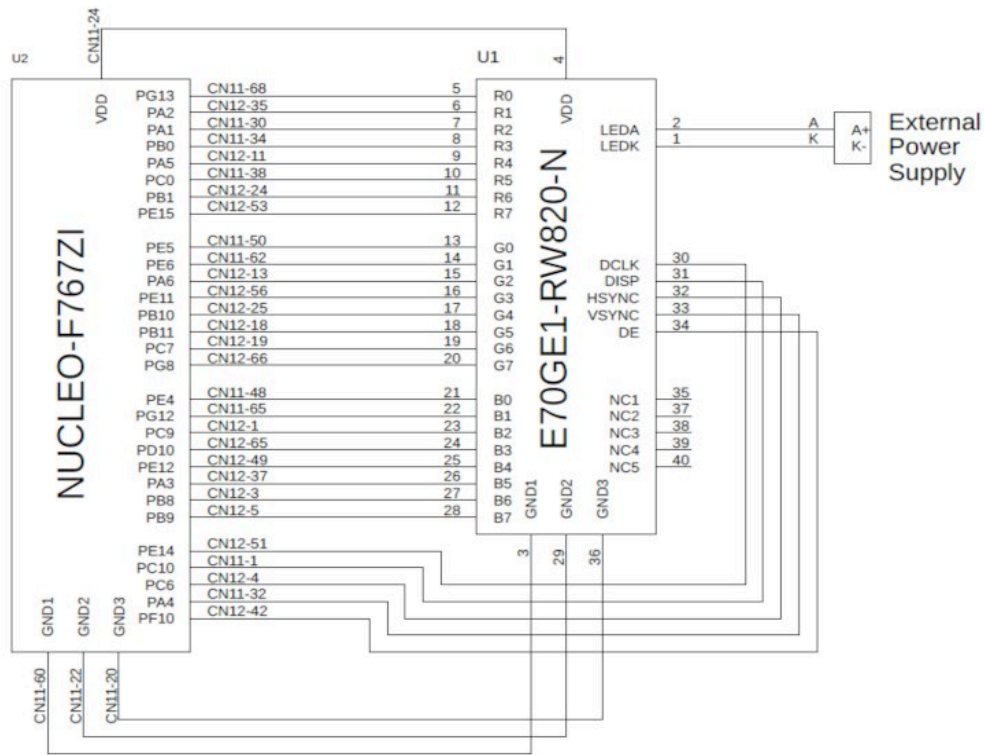 CN11-24
U2
U1
4
VDD
VDD
PG13 CN11-68 5 R0
PA2 CN12-35 6 R1
PA1 CN11-30 7 R2
PB0 CN11-34 8 R3
PA5 CN12-11 9 R4
PC0 CN11-38 10 R5
PB1 CN12-24 11 R6
PE15 CN12-53 12 R7
LEDA 2 A A+
LEDK 1 K K-
External
Power
Supply
NUCLEO-F767ZI
E70GE1-RW820-N
PE5 CN11-50 13 G0
PE6 CN11-62 14 G1
PA6 CN12-13 15 G2
PE11 CN12-56 16 G3
PB10 CN12-25 17 G4
PB11 CN12-18 18 G5
PC7 CN12-19 19 G6
PG8 CN12-66 20 G7
DCLK 30
DISP 31
HSYNC 32
VSYNC 33
DE 34
PE4 CN11-48 21 B0
PG12 CN11-65 22 B1
PC9 CN12-1 23 B2
PD10 CN12-65 24 B3
PE12 CN12-49 25 B4
PA3 CN12-37 26 B5
PB8 CN12-3 27 B6
PB9 CN12-5 28 B7
NC1 35
NC2 37
NC3 38
NC4 39
NC5 40
GND1 GND2 GND3
3 29 36
PE14 CN12-51
PC10 CN11-1
PC6 CN12-4
PA4 CN11-32
PF10 CN12-42
GND1 GND2 GND3
CN11-60 CN11-22 CN11-20